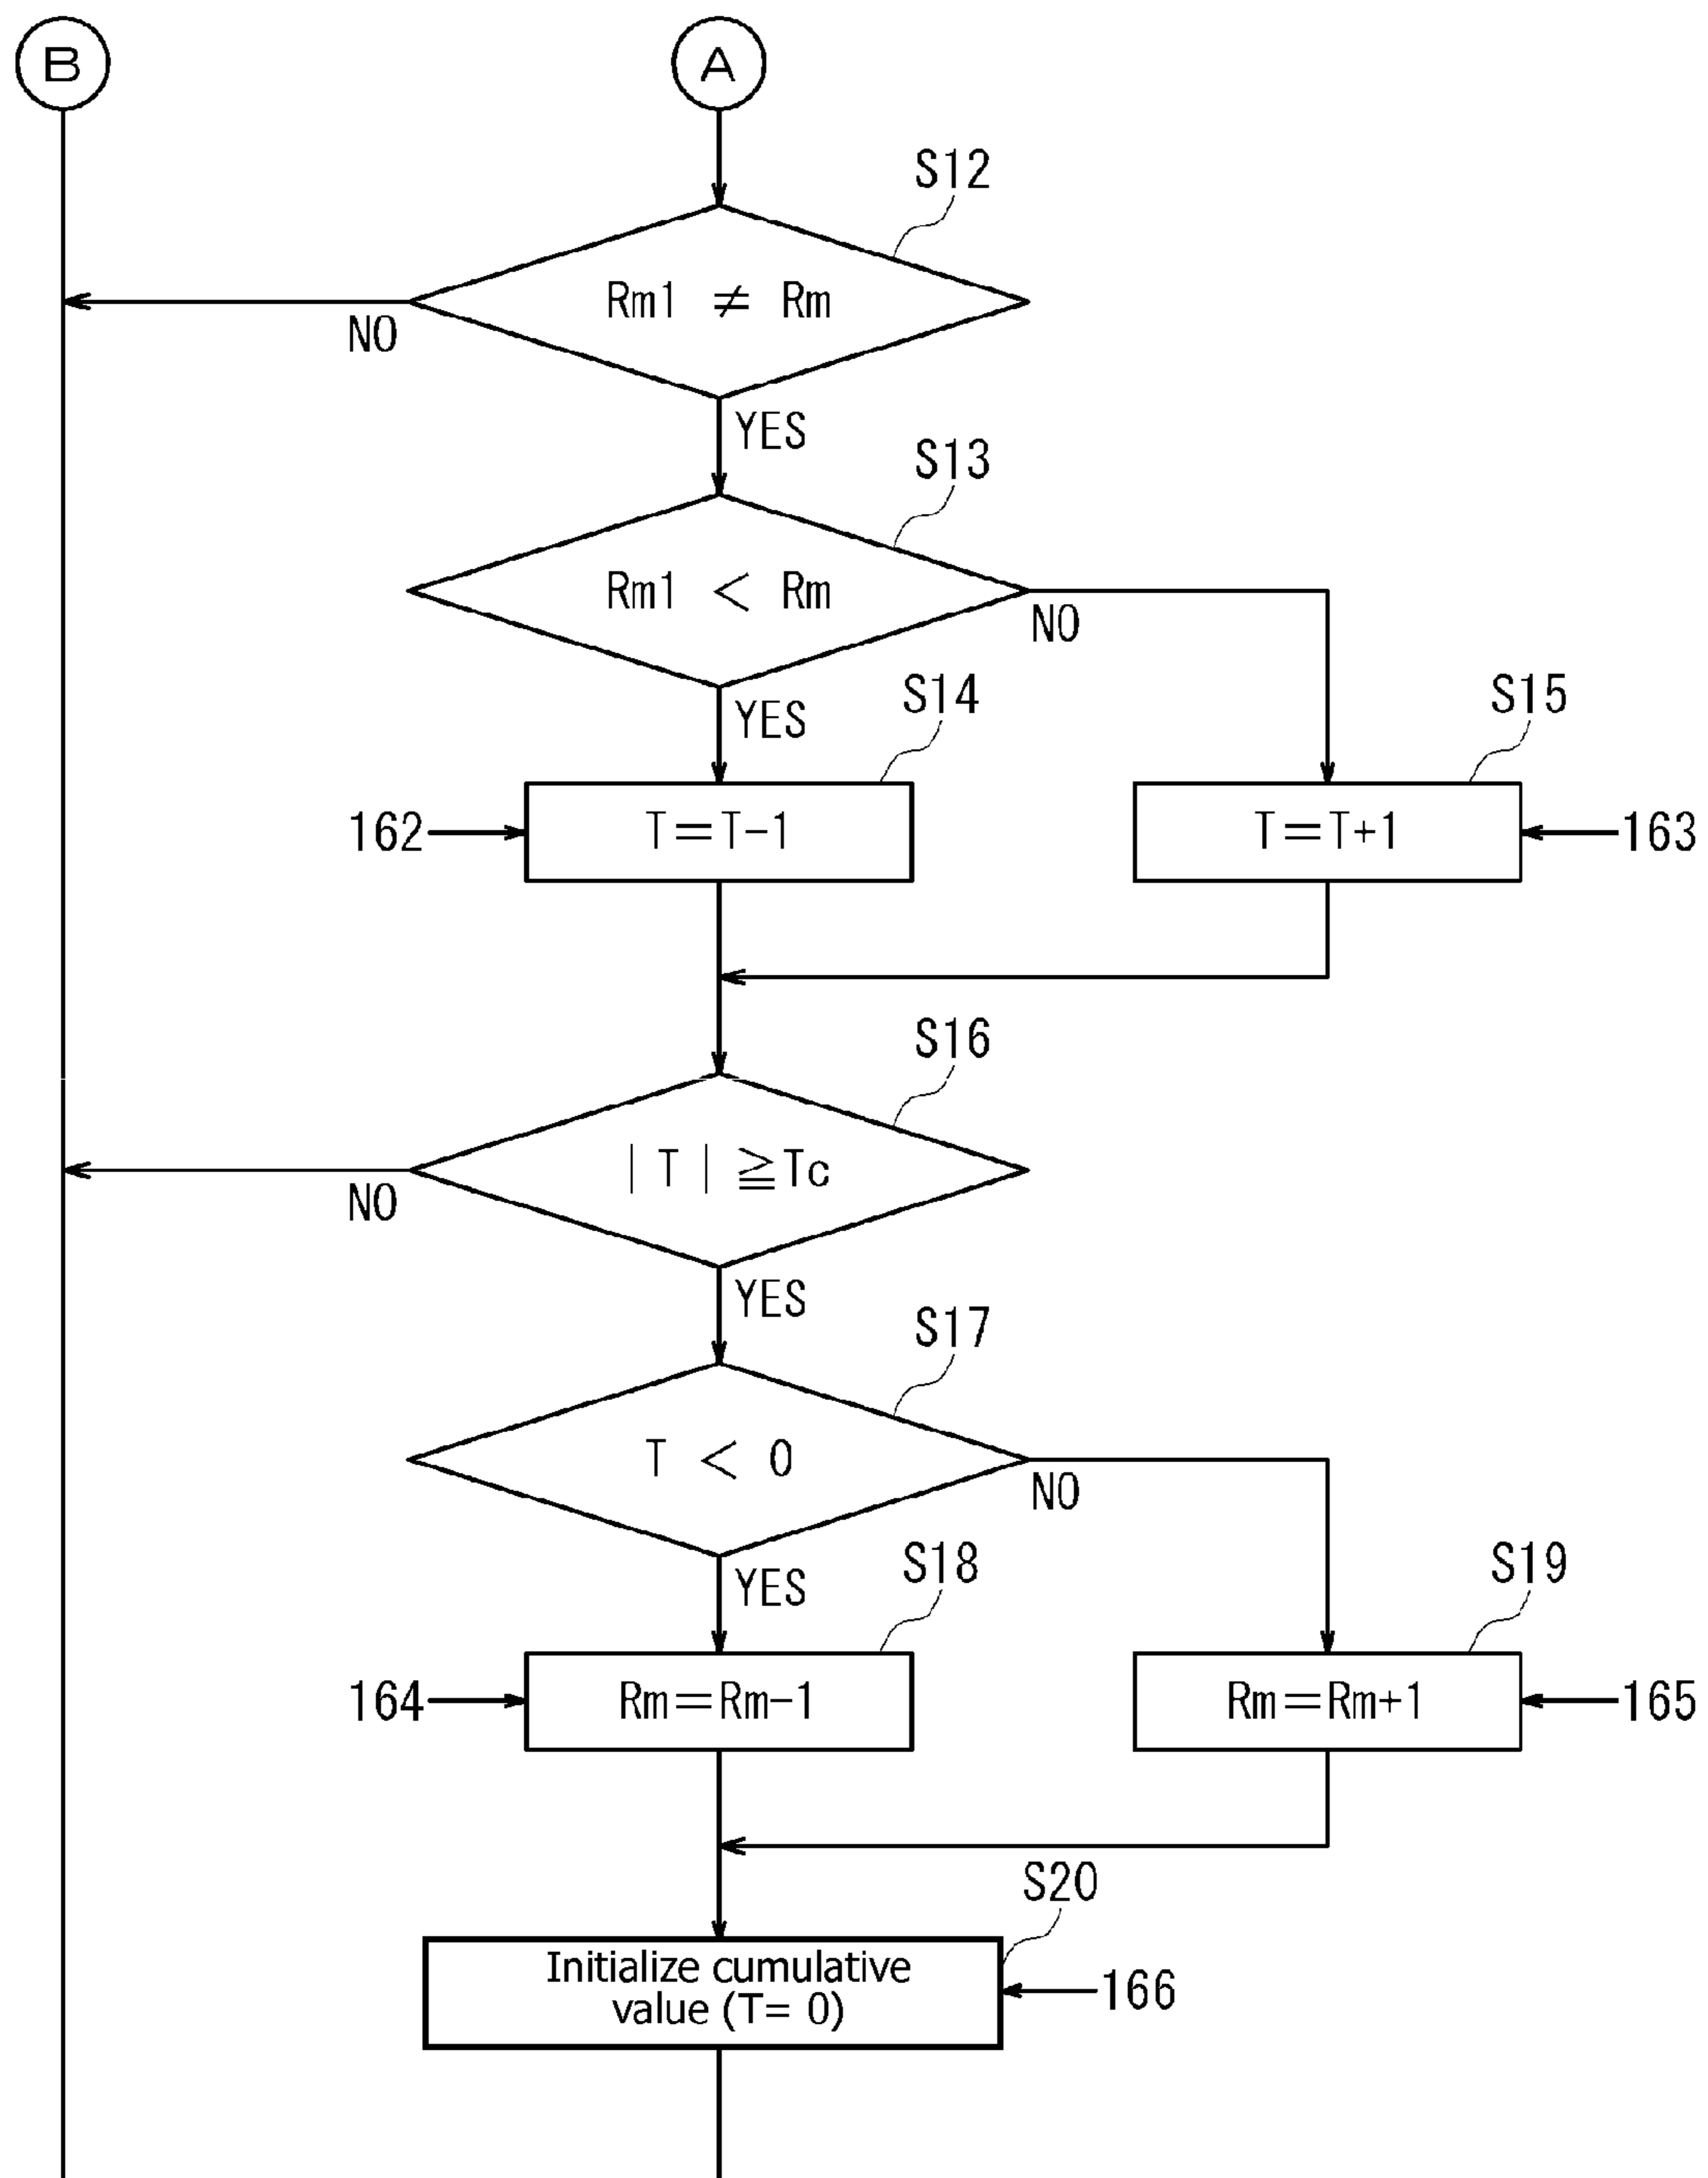 B
A
S12
Rm1 ≠ Rm
NO
YES
S13
Rm1 < Rm
NO
YES
S14
S15
162
T=T-1
T=T+1
163
S16
| T | ≧Tc
NO
YES
S17
T < 0
NO
YES
S18
S19
164
Rm=Rm-1
Rm=Rm+1
165
S20
Initialize cumulative
value (T= 0)
166